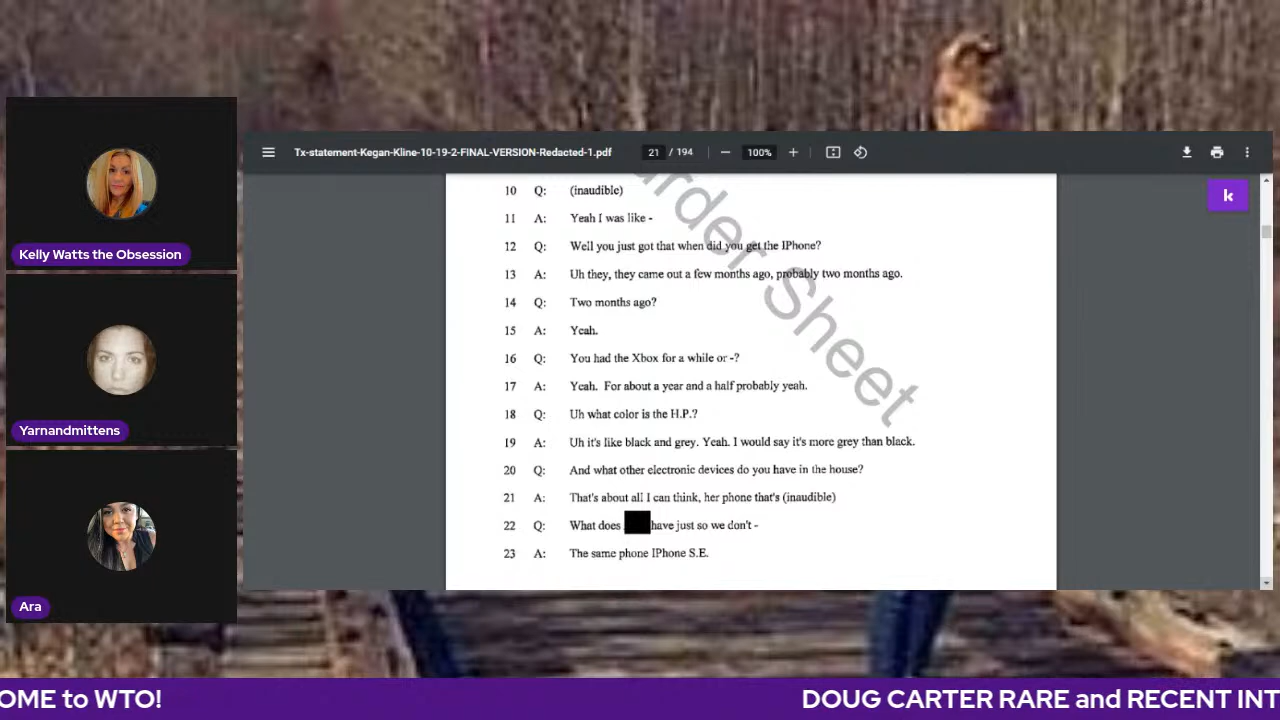 Tx-statement-Kegan-Kline-10-19-2-FINAL-VERSION-Redacted-1.pdf 21 / 194 — 100% +
k
10 Q: (inaudible)
11 A: Yeah I was like -
12 Q: Well you just got that when did you get the IPhone?
13 A: Uh they, they came out a few months ago, probably two months ago.
14 Q: Two months ago?
15 A: Yeah.
16 Q: You had the Xbox for a while or -?
17 A: Yeah. For about a year and a half probably yeah.
18 Q: Uh what color is the H.P.?
19 A: Uh it's like black and grey. Yeah. I would say it's more grey than black.
20 Q: And what other electronic devices do you have in the house?
21 A: That's about all I can think, her phone that's (inaudible)
22 Q: What does have just so we don't -
23 A: The same phone IPhone S.E.
urder Sheet
Kelly Watts the Obsession
Yarnandmittens
Ara
OME to WTO! DOUG CARTER RARE and RECENT INT